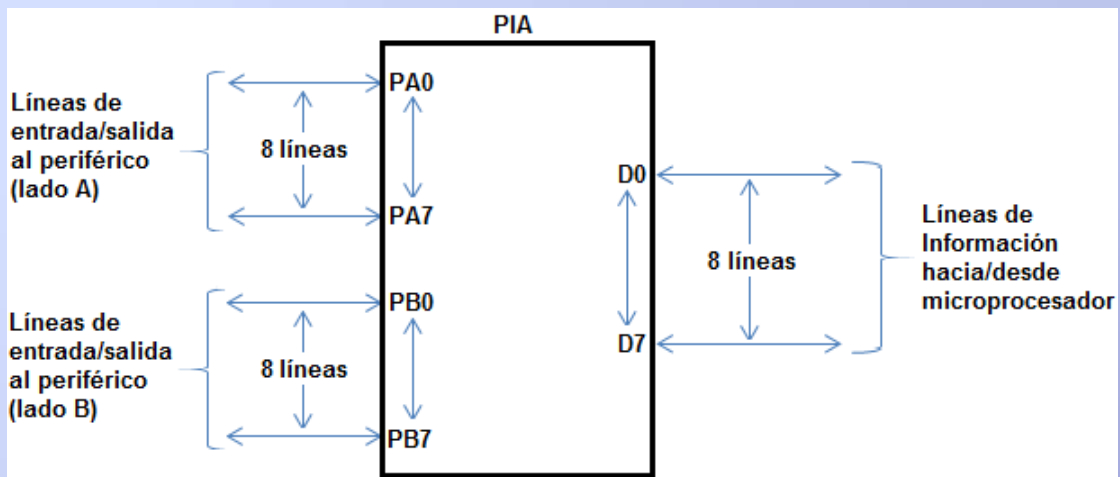 PIA
Líneas de
entrada/salida
al periférico
(lado A)
8 líneas
PA0
PA7
Líneas de
entrada/salida
al periférico
(lado B)
8 líneas
PB0
PB7
D0
D7
8 líneas
Líneas de
Información
hacia/desde
microprocesador